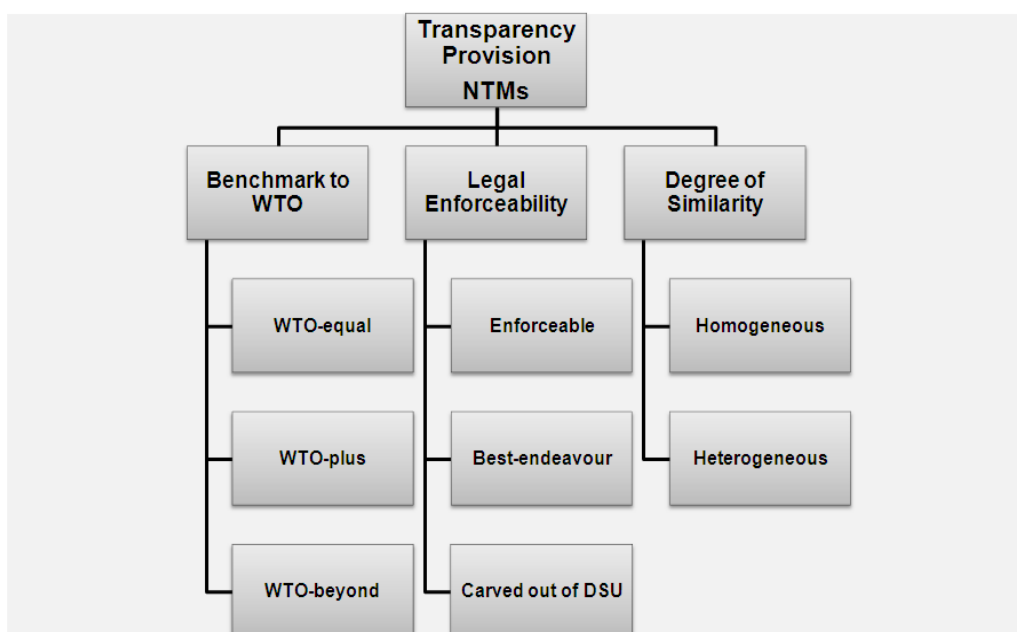 Transparency
Provision
NTMs
Benchmark to
WTO
Legal
Enforceability
Degree of
Similarity
WTO-equal
Enforceable
Homogeneous
WTO-plus
Best-endeavour
Heterogeneous
WTO-beyond
Carved out of DSU